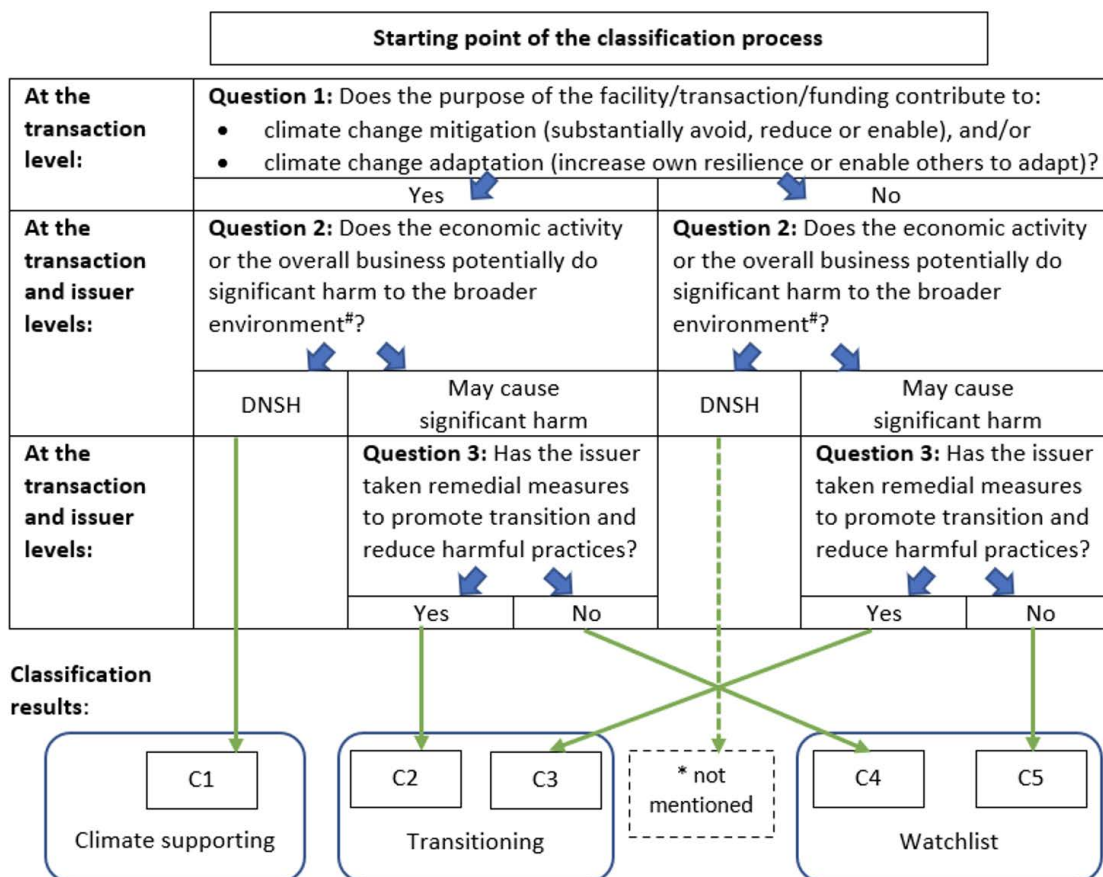 Starting point of the classification process
At the
transaction
level:
Question 1: Does the purpose of the facility/transaction/funding contribute to:
• climate change mitigation (substantially avoid, reduce or enable), and/or
• climate change adaptation (increase own resilience or enable others to adapt)?
Yes
No
At the
transaction
and issuer
levels:
Question 2: Does the economic activity
or the overall business potentially do
significant harm to the broader
environment#?
Question 2: Does the economic activity
or the overall business potentially do
significant harm to the broader
environment#?
DNSH
May cause
significant harm
DNSH
May cause
significant harm
At the
transaction
and issuer
levels:
Question 3: Has the issuer
taken remedial measures
to promote transition and
reduce harmful practices?
Question 3: Has the issuer
taken remedial measures
to promote transition and
reduce harmful practices?
Yes
No
Yes
No
Classification
results:
C1
C2
C3
* not
mentioned
C4
C5
Climate supporting
Transitioning
Watchlist